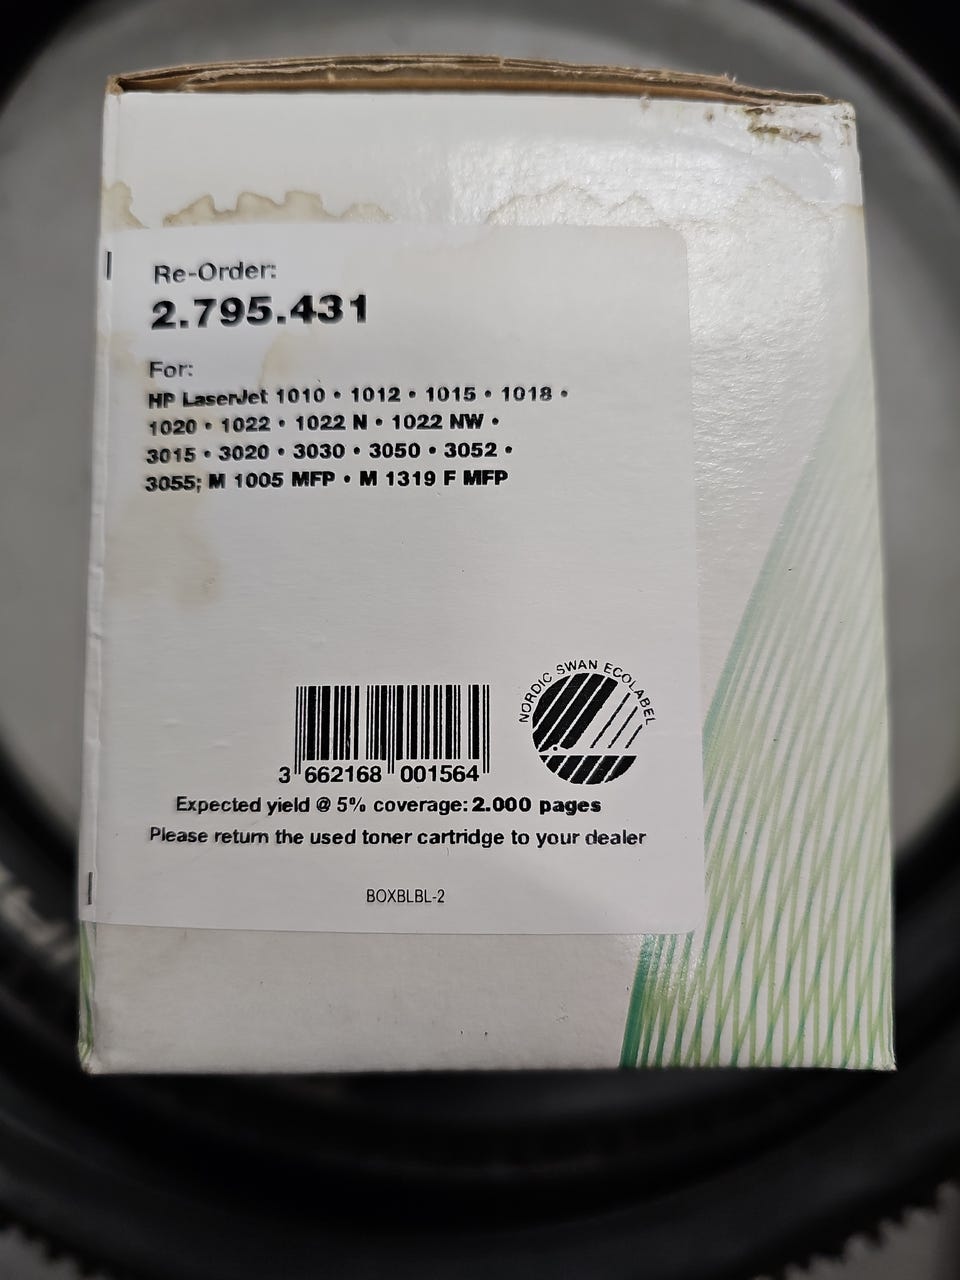 Re-Order:
2.795.431
For:
HP LaserJet 1010 • 1012 • 1015 • 1018 •
1020 • 1022 • 1022 N • 1022 NW •
3015 • 3020 • 3030 • 3050 • 3052 •
3055; M 1005 MFP • M 1319 F MFP
NORDIC SWAN ECOLABEL
3 662168 001564
Expected yield @ 5% coverage: 2.000 pages
Please return the used toner cartridge to your dealer
BOXBLBL-2